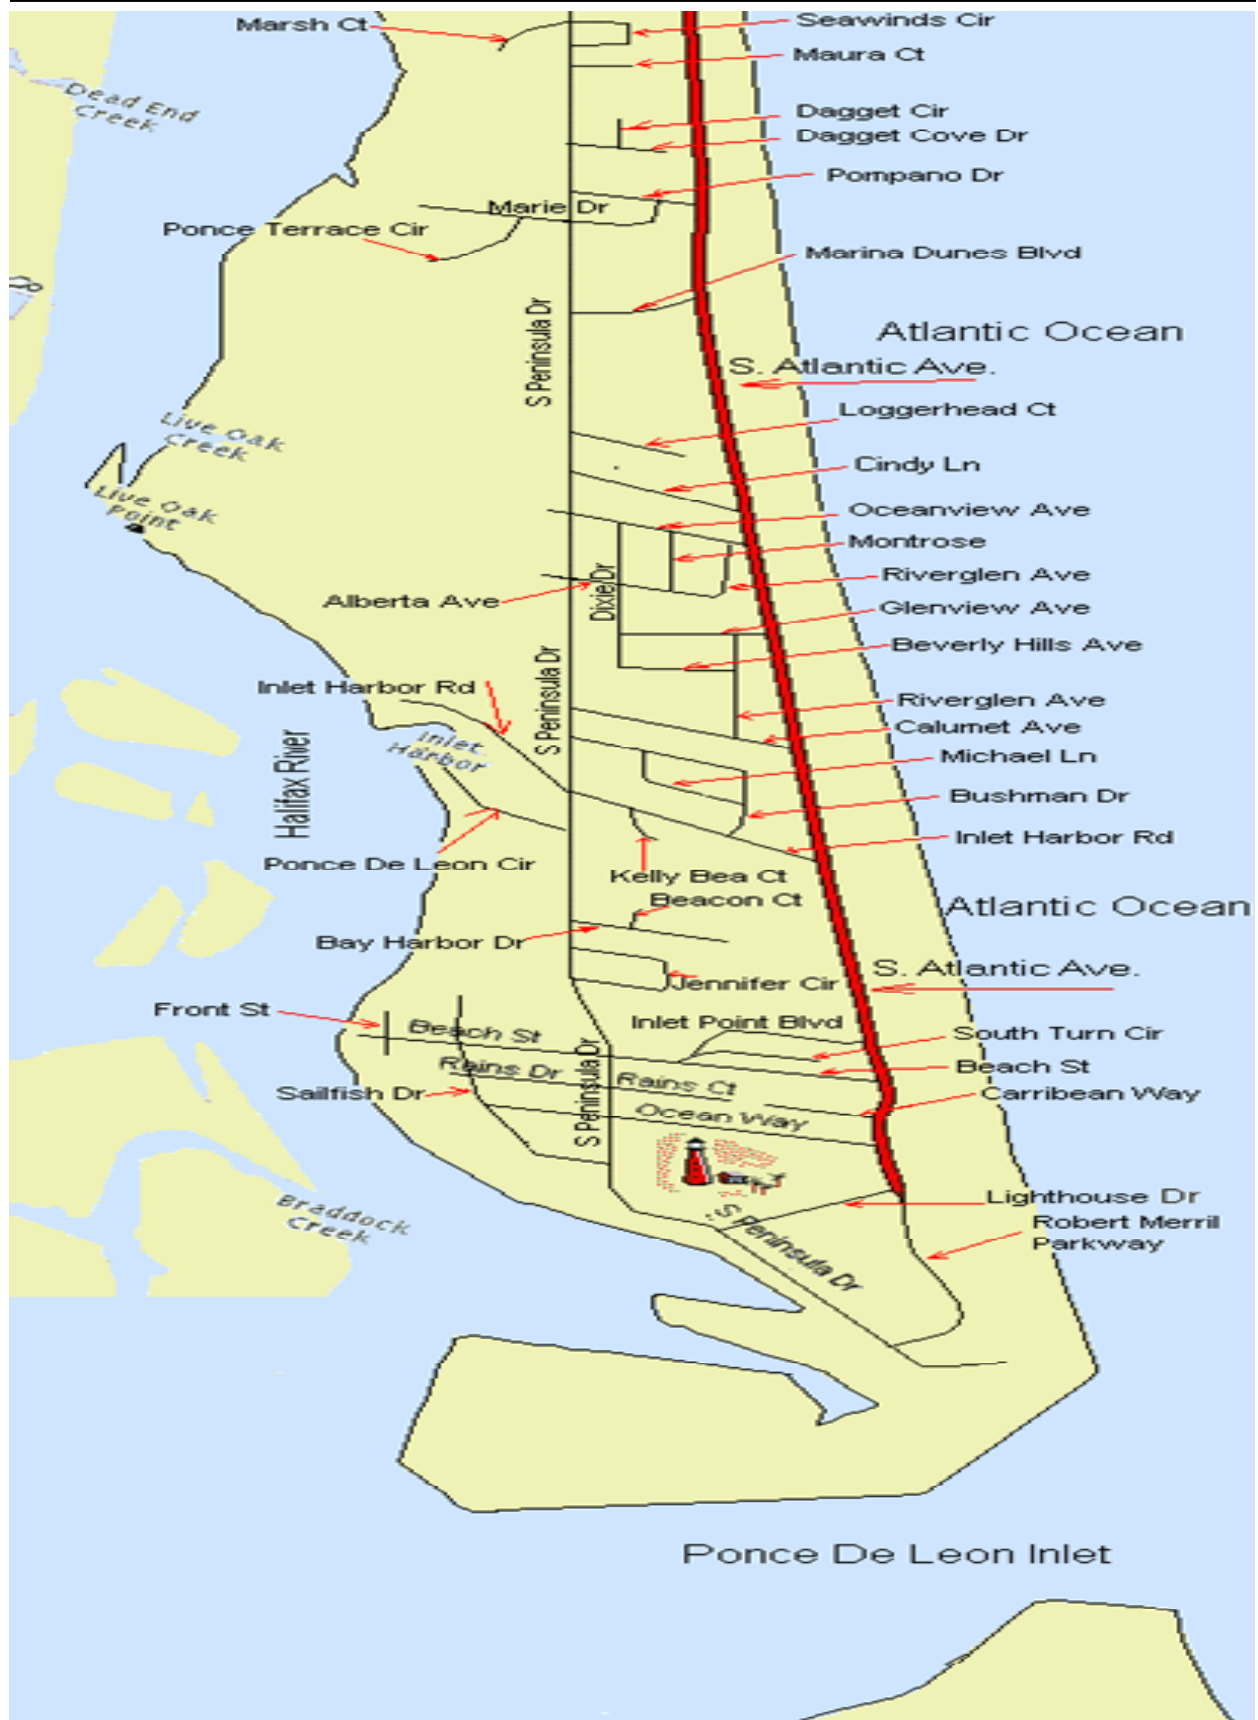 Marsh Ct
Seawinds Cir
Maura Ct
Dead End
Creek
Dagget Cir
Dagget Cove Dr
Pompano Dr
Marie Dr
Ponce Terrace Cir
Marina Dunes Blvd
S Peninsula Dr
Atlantic Ocean
S. Atlantic Ave.
Loggerhead Ct
Live Oak
Creek
Cindy Ln
Live Oak
Point
Oceanview Ave
Montrose
Riverglen Ave
Alberta Ave
Dixie Dr
Glenview Ave
Beverly Hills Ave
Inlet Harbor Rd
S Peninsula Dr
Riverglen Ave
Calumet Ave
Inlet
Harbor
Halifax River
Michael Ln
Bushman Dr
Inlet Harbor Rd
Ponce De Leon Cir
Kelly Bea Ct
Beacon Ct
Atlantic Ocean
Bay Harbor Dr
S. Atlantic Ave.
Jennifer Cir
Front St
Beach St
Inlet Point Blvd
South Turn Cir
Beach St
Rains Dr
S Peninsula Dr
Rains Ct
Sailfish Dr
Carribean Way
Ocean Way
Braddock
Creek
Lighthouse Dr
S Peninsula Dr
Robert Merril
Parkway
Ponce De Leon Inlet